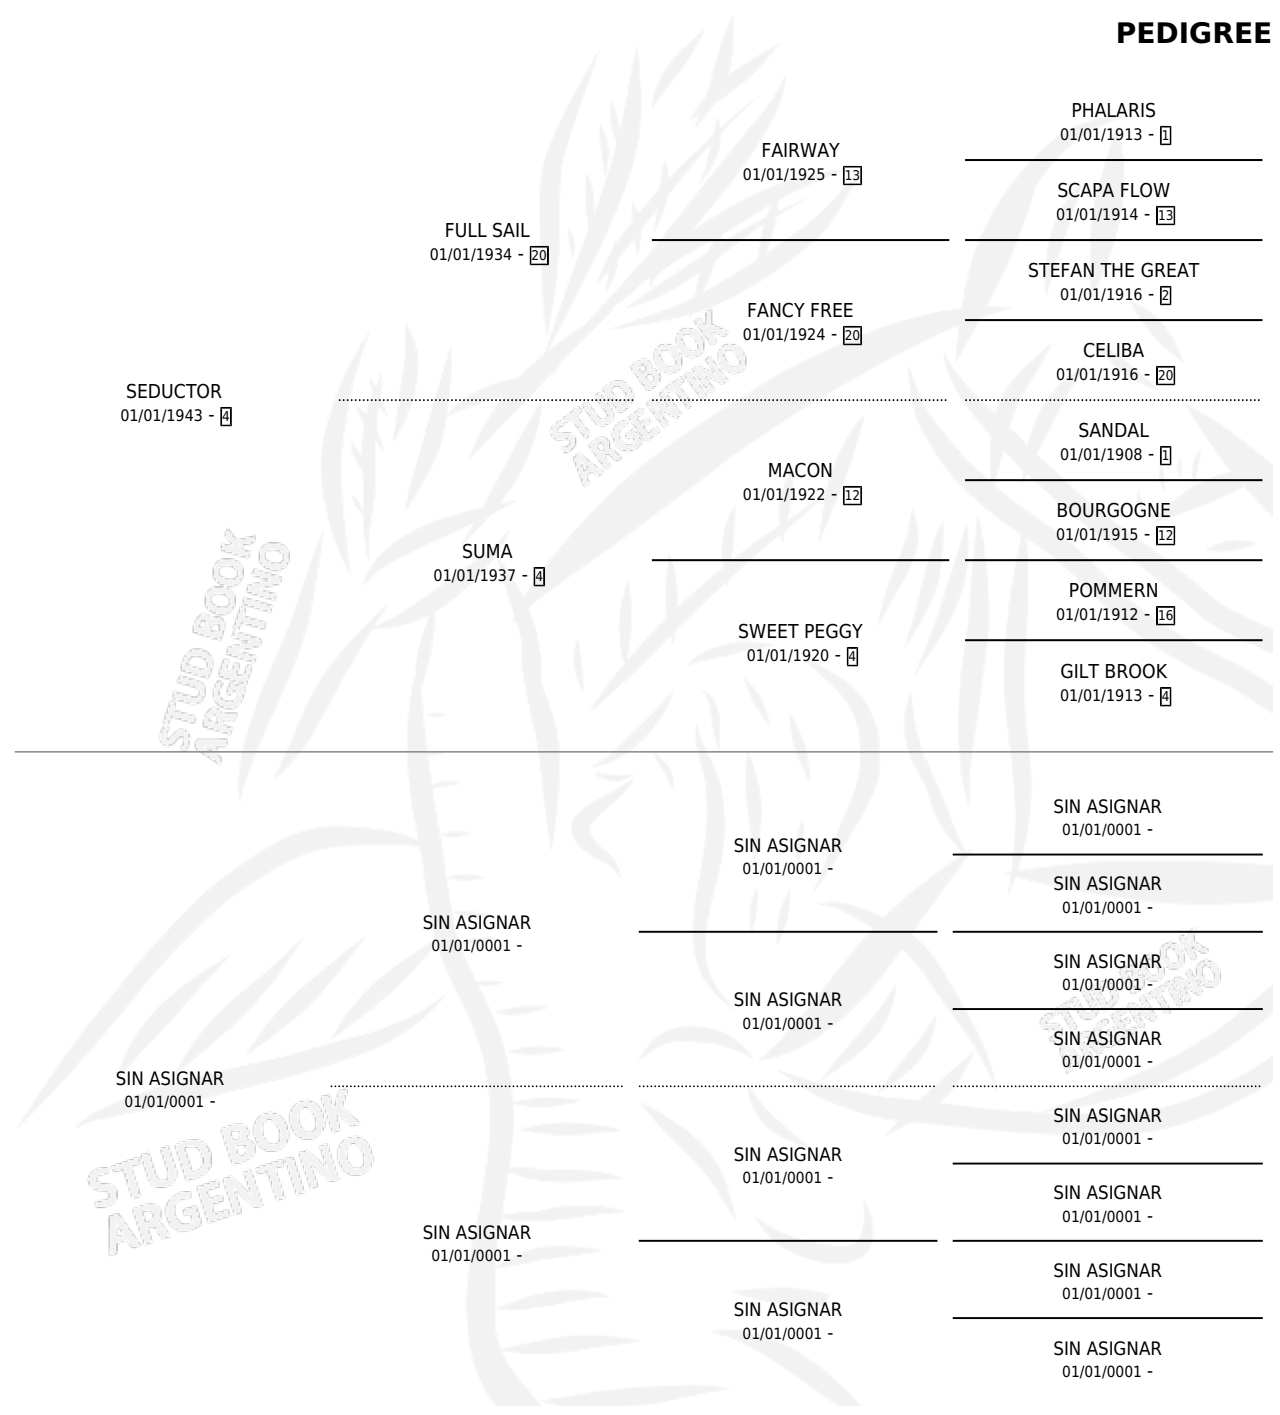 PEDIGREE
PHALARIS
01/01/1913 - 1
FAIRWAY
01/01/1925 - 13
SCAPA FLOW
01/01/1914 - 13
FULL SAIL
01/01/1934 - 20
STEFAN THE GREAT
01/01/1916 - 2
FANCY FREE
01/01/1924 - 20
CELIBA
01/01/1916 - 20
SEDUCTOR
01/01/1943 - 4
STUD BOOK
ARGENTINO
SANDAL
01/01/1908 - 1
MACON
01/01/1922 - 12
BOURGOGNE
01/01/1915 - 12
SUMA
01/01/1937 - 4
POMMERN
01/01/1912 - 16
SWEET PEGGY
01/01/1920 - 4
GILT BROOK
01/01/1913 - 4
STUD BOOK
ARGENTINO
SIN ASIGNAR
01/01/0001 -
SIN ASIGNAR
01/01/0001 -
SIN ASIGNAR
01/01/0001 -
SIN ASIGNAR
01/01/0001 -
SIN ASIGNAR
01/01/0001 -
SIN ASIGNAR
01/01/0001 -
SIN ASIGNAR
01/01/0001 -
STUD BOOK
ARGENTINO
SIN ASIGNAR
01/01/0001 -
SIN ASIGNAR
01/01/0001 -
SIN ASIGNAR
01/01/0001 -
SIN ASIGNAR
01/01/0001 -
SIN ASIGNAR
01/01/0001 -
SIN ASIGNAR
01/01/0001 -
SIN ASIGNAR
01/01/0001 -
SIN ASIGNAR
01/01/0001 -
STUD BOOK
ARGENTINO